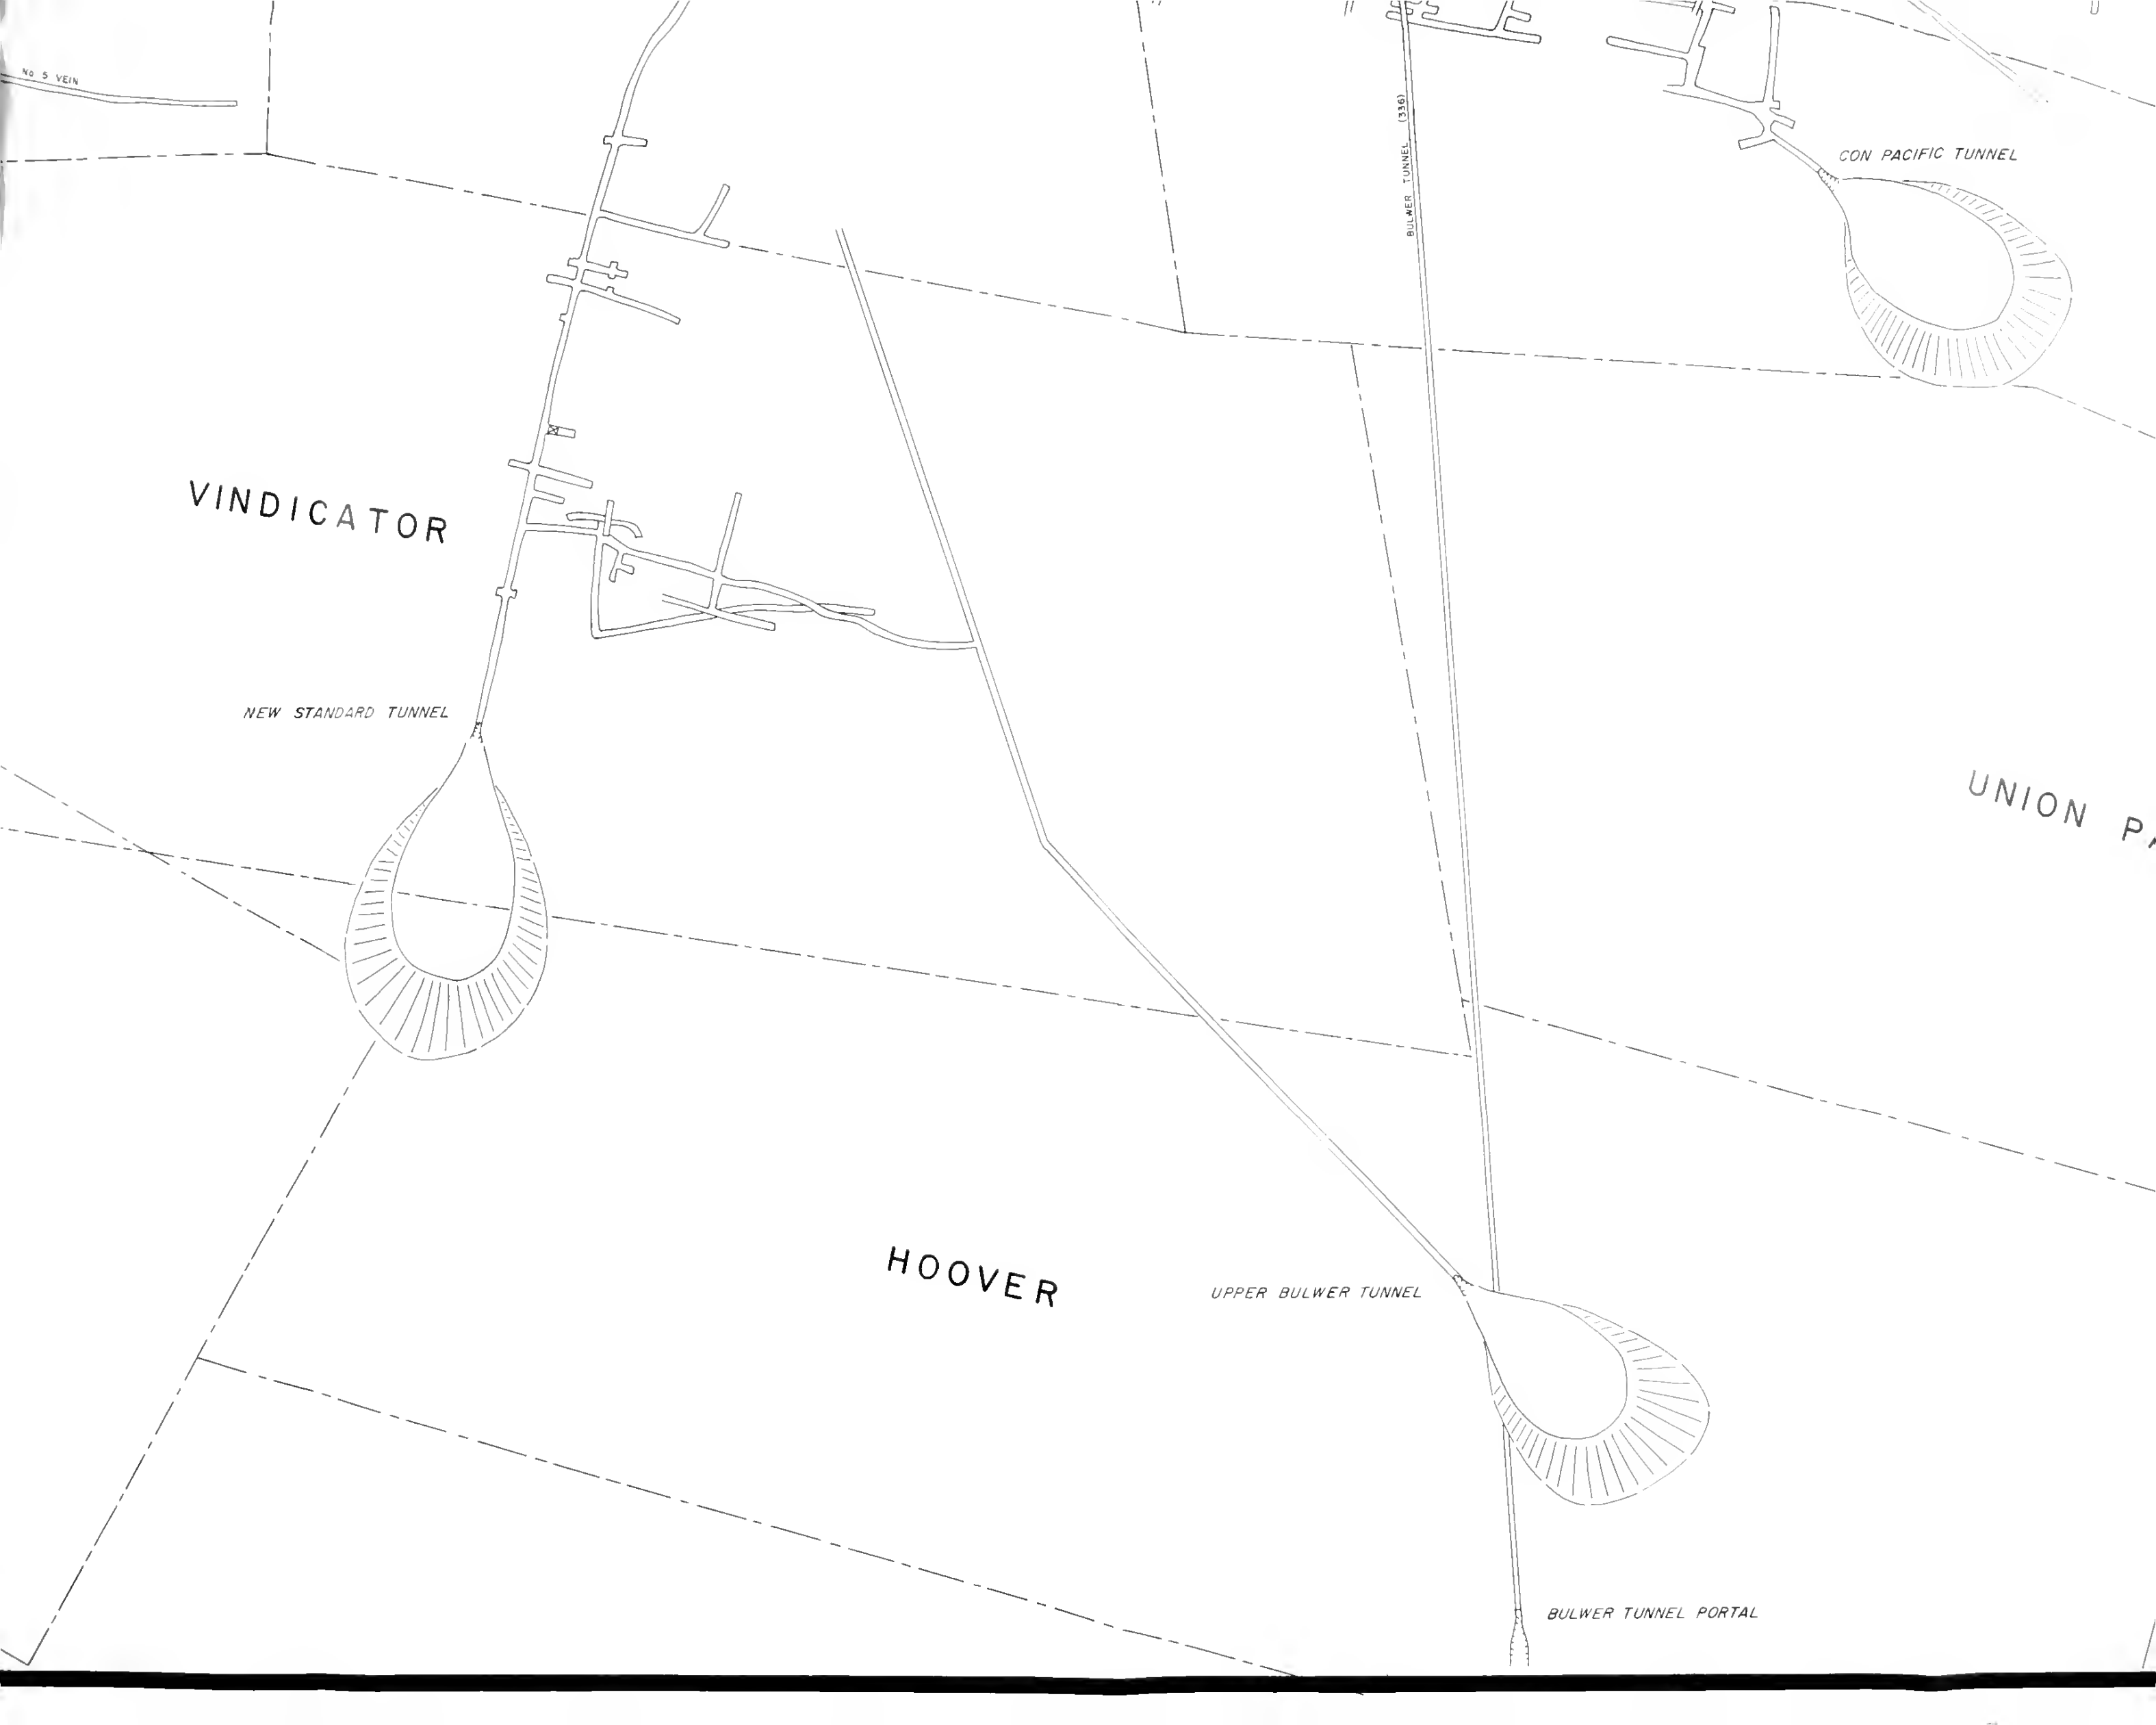 No 5 VEIN
BULWER TUNNEL (336)
CON PACIFIC TUNNEL
VINDICATOR
NEW STANDARD TUNNEL
UNION
HOOVER
UPPER BULWER TUNNEL
BULWER TUNNEL PORTAL